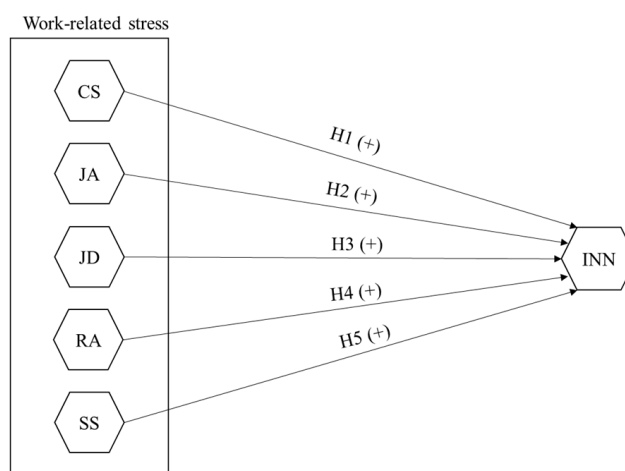 Work-related stress
CS
H1 (+)
JA
H2 (+)
JD
H3 (+)
INN
RA
H4 (+)
SS
H5 (+)